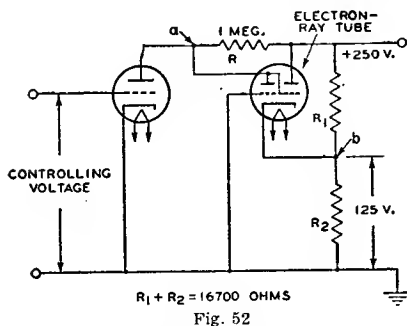 ELECTRON-
RAY TUBE
a
1 MEG.
R
+250 V.
R1
b
CONTROLLING
VOLTAGE
125 V.
R2
R1 + R2 = 16700 OHMS
Fig. 52